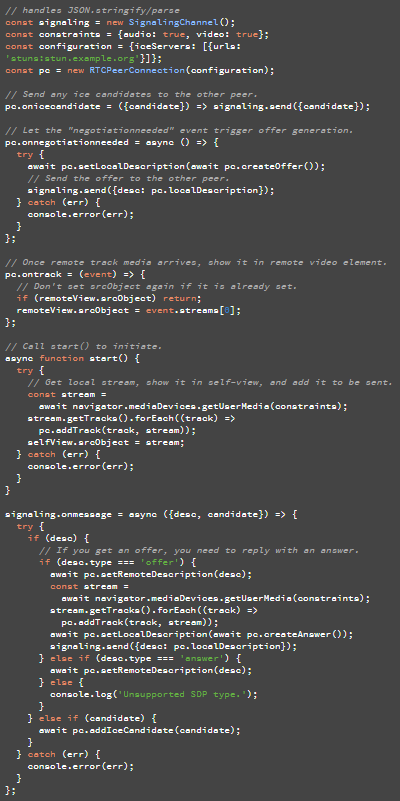 // handles JSON.stringify/parse
const signaling = new SignalingChannel();
const constraints = {audio: true, video: true};
const configuration = {iceServers: [{urls:
'stuns:stun.example.org'}]};
const pc = new RTCPeerConnection(configuration);

// Send any ice candidates to the other peer.
pc.onicecandidate = ({candidate}) => signaling.send({candidate});

// Let the "negotiationneeded" event trigger offer generation.
pc.onnegotiationneeded = async () => {
  try {
    await pc.setLocalDescription(await pc.createOffer());
    // Send the offer to the other peer.
    signaling.send({desc: pc.localDescription});
  } catch (err) {
    console.error(err);
  }
};

// Once remote track media arrives, show it in remote video element.
pc.ontrack = (event) => {
  // Don't set srcObject again if it is already set.
  if (remoteView.srcObject) return;
  remoteView.srcObject = event.streams[0];
};

// Call start() to initiate.
async function start() {
  try {
    // Get local stream, show it in self-view, and add it to be sent.
    const stream =
      await navigator.mediaDevices.getUserMedia(constraints);
    stream.getTracks().forEach((track) =>
      pc.addTrack(track, stream));
    selfView.srcObject = stream;
  } catch (err) {
    console.error(err);
  }
}

signaling.onmessage = async ({desc, candidate}) => {
  try {
    if (desc) {
      // If you get an offer, you need to reply with an answer.
      if (desc.type === 'offer') {
        await pc.setRemoteDescription(desc);
        const stream =
          await navigator.mediaDevices.getUserMedia(constraints);
        stream.getTracks().forEach((track) =>
          pc.addTrack(track, stream));
        await pc.setLocalDescription(await pc.createAnswer());
        signaling.send({desc: pc.localDescription});
      } else if (desc.type === 'answer') {
        await pc.setRemoteDescription(desc);
      } else {
        console.log('Unsupported SDP type.');
      }
    } else if (candidate) {
      await pc.addIceCandidate(candidate);
    }
  } catch (err) {
    console.error(err);
  }
};